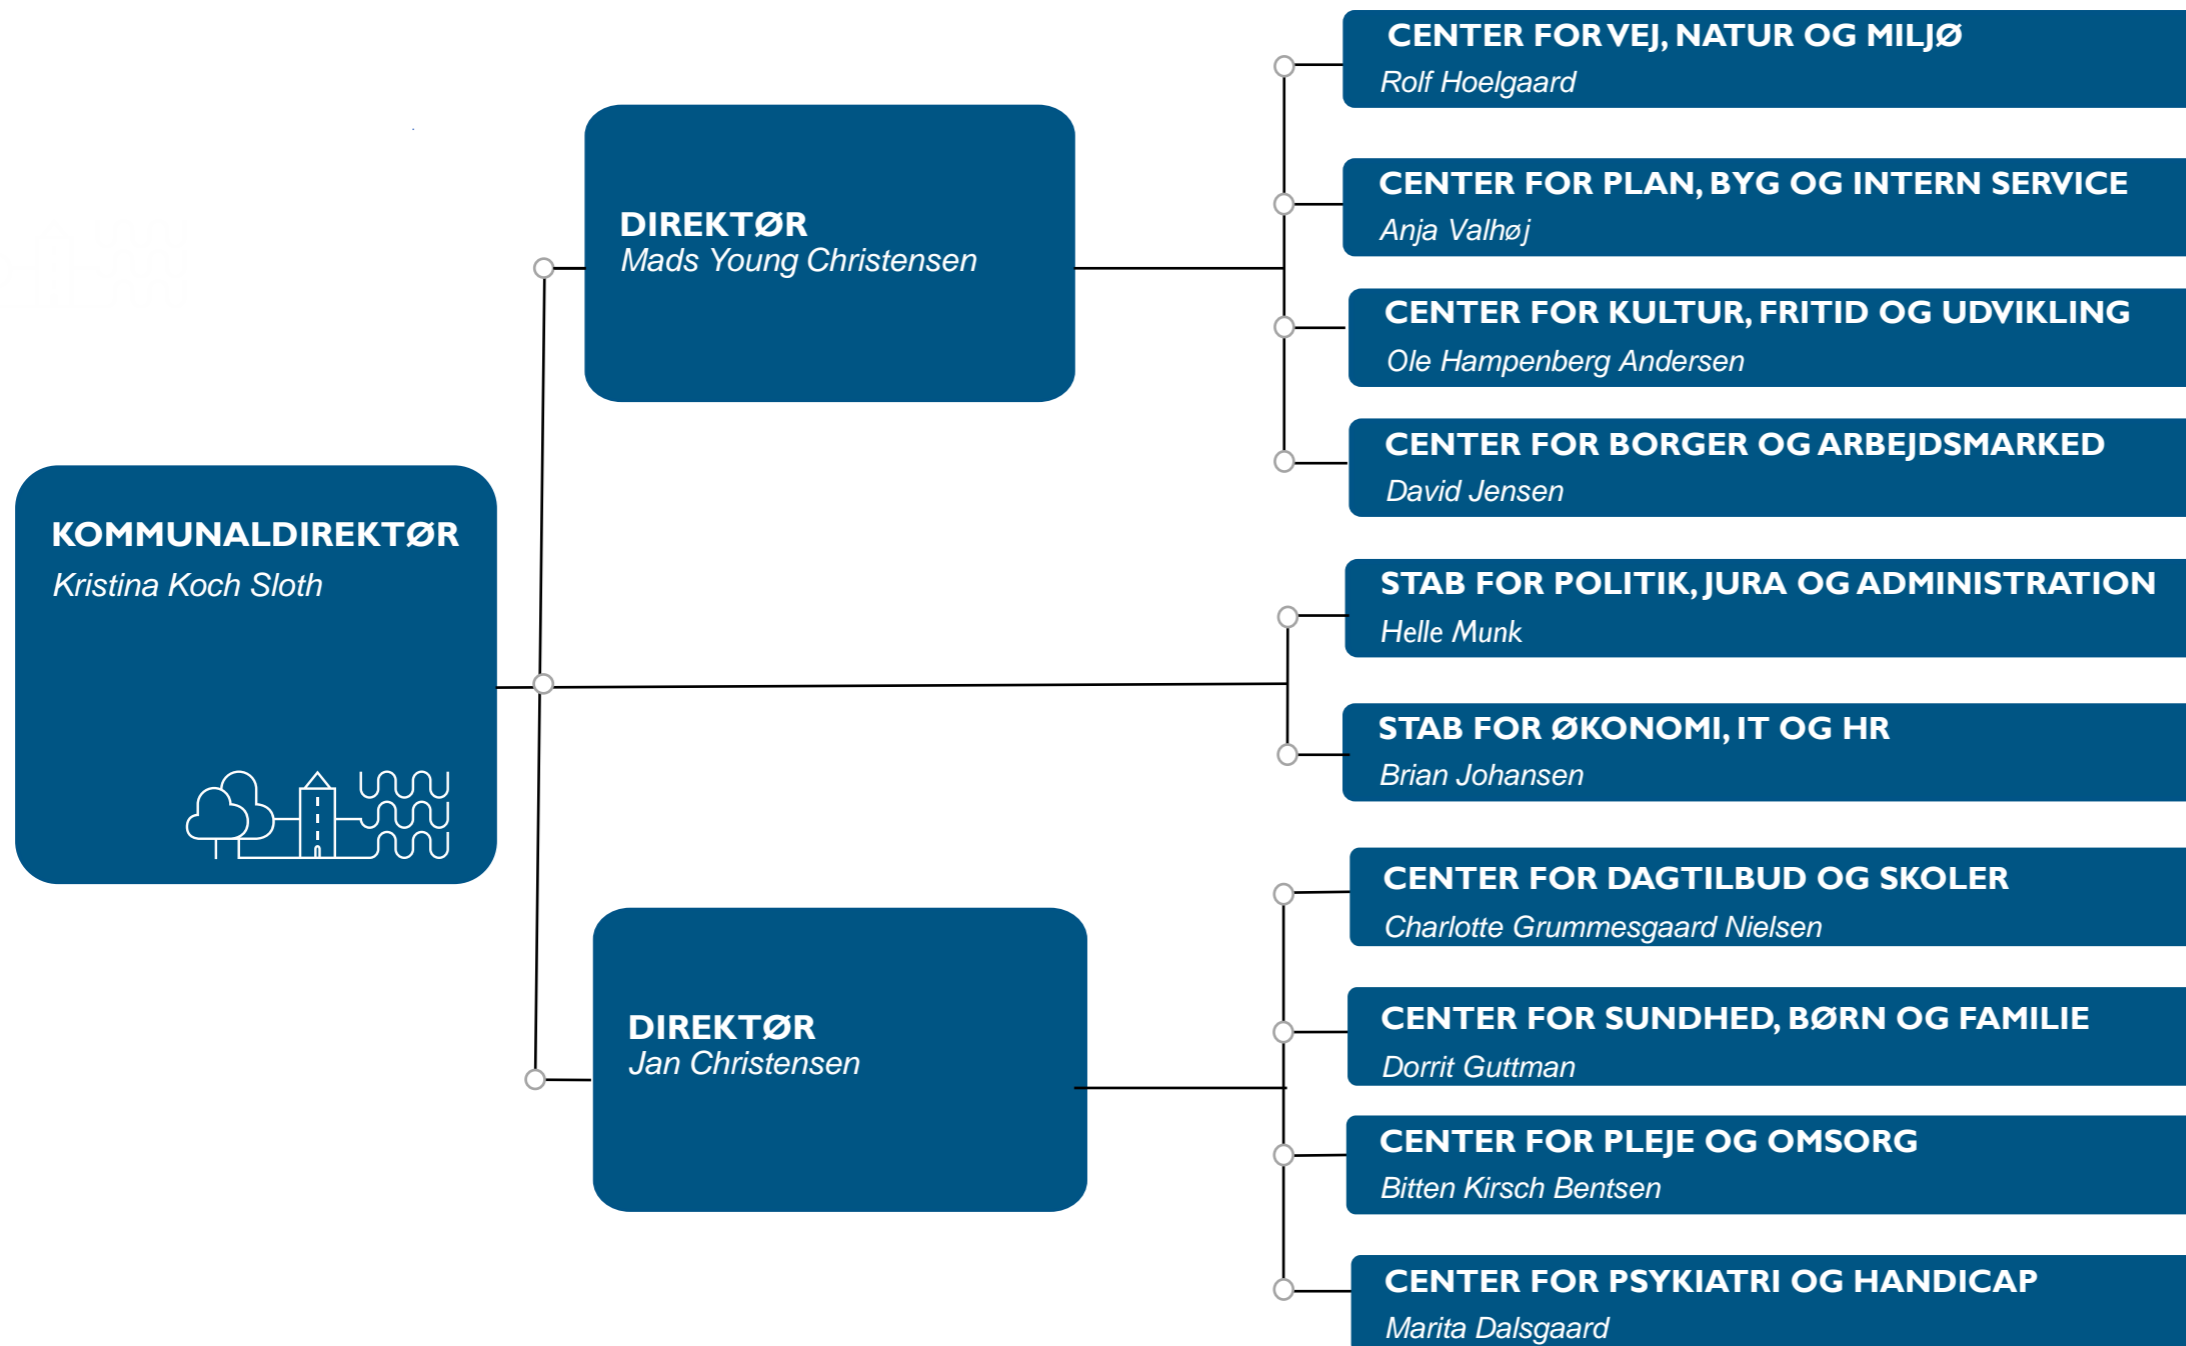 KOMMUNALDIREKTØR
Kristina Koch Sloth
DIREKTØR
Mads Young Christensen
CENTER FOR VEJ, NATUR OG MILJØ
Rolf Hoelgaard
CENTER FOR PLAN, BYG OG INTERN SERVICE
Anja Valhøj
CENTER FOR KULTUR, FRITID OG UDVIKLING
Ole Hampenberg Andersen
CENTER FOR BORGER OG ARBEJDSMARKED
David Jensen
STAB FOR POLITIK, JURA OG ADMINISTRATION
Helle Munk
STAB FOR ØKONOMI, IT OG HR
Brian Johansen
DIREKTØR
Jan Christensen
CENTER FOR DAGTILBUD OG SKOLER
Charlotte Grummesgaard Nielsen
CENTER FOR SUNDHED, BØRN OG FAMILIE
Dorrit Guttman
CENTER FOR PLEJE OG OMSORG
Bitten Kirsch Bentsen
CENTER FOR PSYKIATRI OG HANDICAP
Marita Dalsgaard